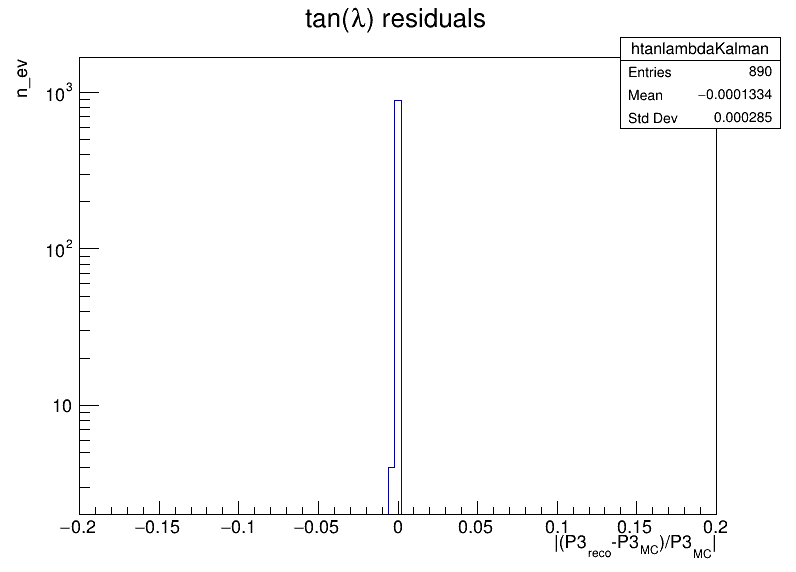 tan(λ) residuals
htanlambdaKalman
Entries 890
Mean −0.0001334
Std Dev 0.000285
n_ev
10³
10²
10
−0.2 −0.15 −0.1 −0.05 0 0.05 0.1 0.15 0.2
|(P3reco-P3MC)/P3MC|